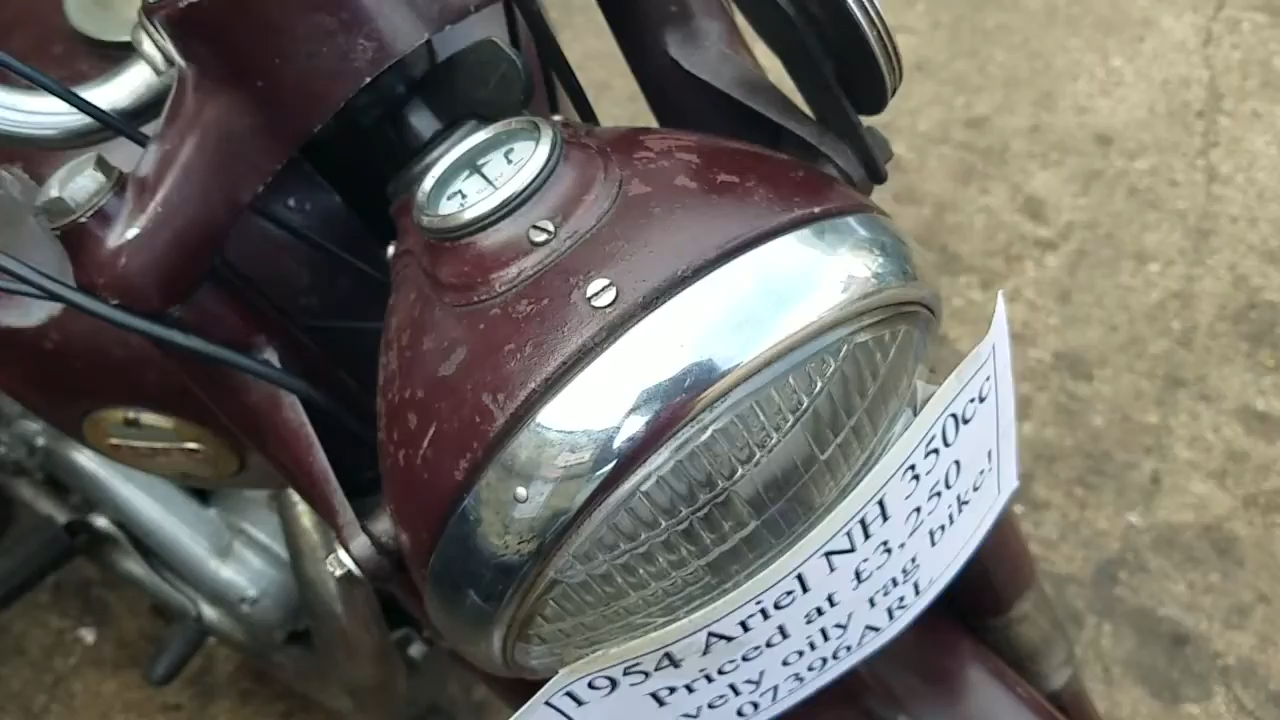 1954 Ariel NH 350cc
Priced at £3,250
vely oily rag bike!
07396ARL